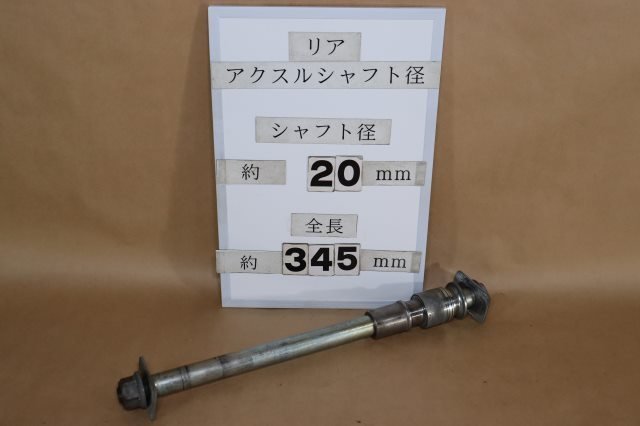 リア
アクスルシャフト径
シャフト径
約 20 mm
全長
約 345 mm